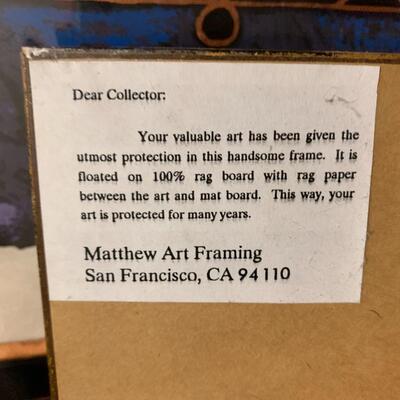 Dear Collector:
Your valuable art has been given the
utmost protection in this handsome frame. It is
floated on 100% rag board with rag paper
between the art and mat board. This way, your
art is protected for many years.
Matthew Art Framing
San Francisco, CA 94110